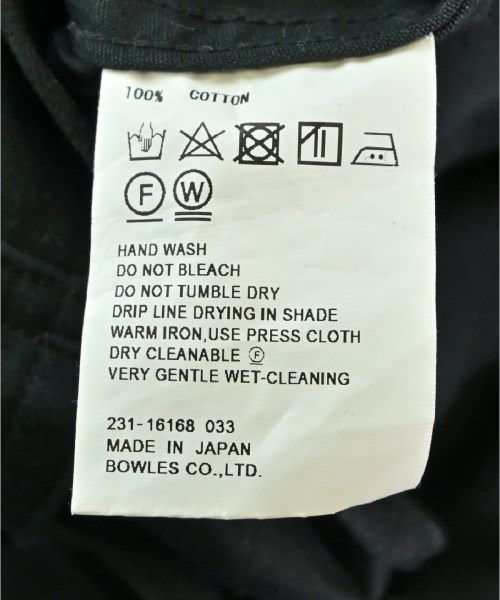 100% COTTON
F W
HAND WASH
DO NOT BLEACH
DO NOT TUMBLE DRY
DRIP LINE DRYING IN SHADE
WARM IRON,USE PRESS CLOTH
DRY CLEANABLE Ⓕ
VERY GENTLE WET-CLEANING
231-16168 033
MADE IN JAPAN
BOWLES CO.,LTD.